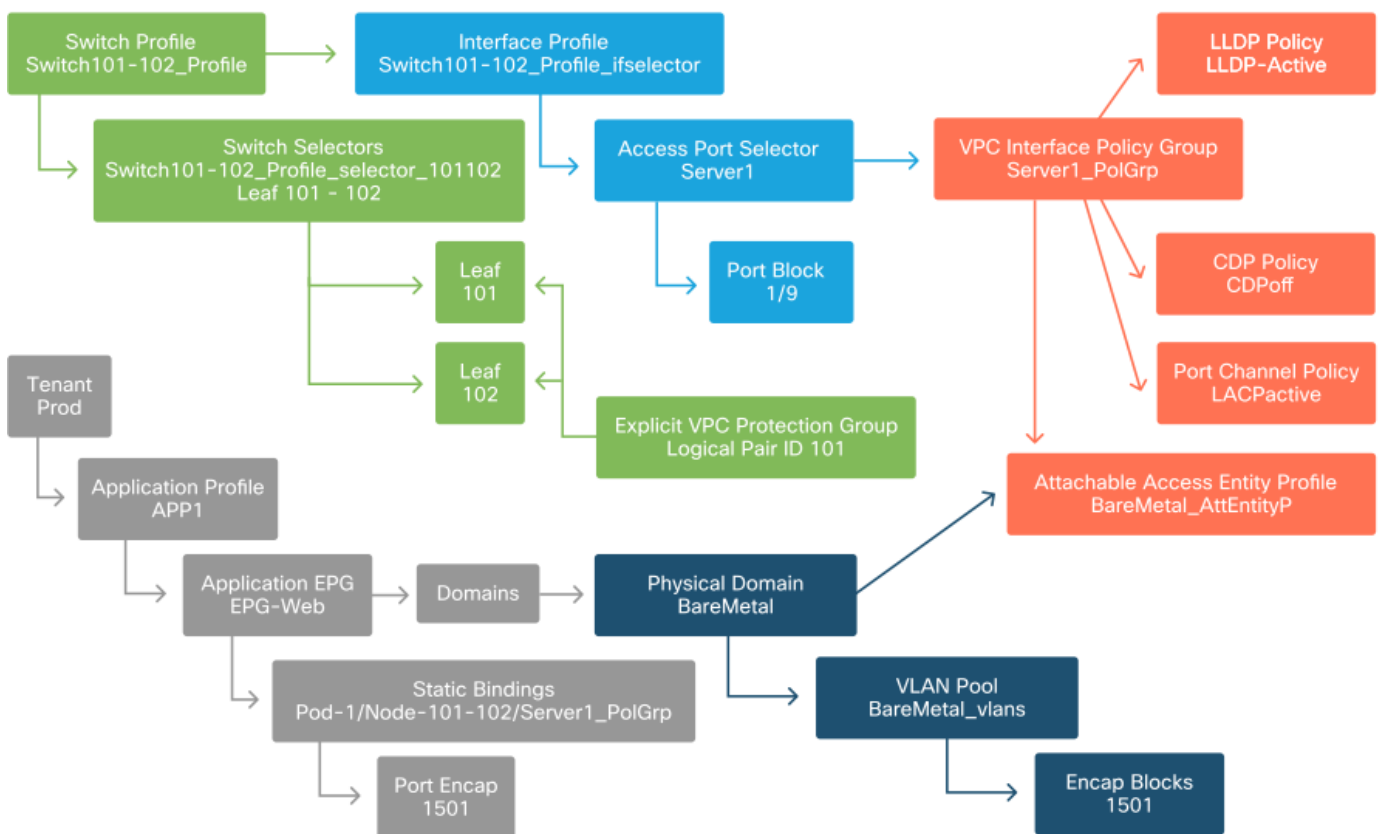 Switch Profile
Switch101-102_Profile
Interface Profile
Switch101-102_Profile_ifselector
LLDP Policy
LLDP-Active
Switch Selectors
Switch101-102_Profile_selector_101102
Leaf 101 - 102
Access Port Selector
Server1
VPC Interface Policy Group
Server1_PolGrp
Leaf
101
Port Block
1/9
CDP Policy
CDPoff
Leaf
102
Port Channel Policy
LACPactive
Tenant
Prod
Explicit VPC Protection Group
Logical Pair ID 101
Application Profile
APP1
Attachable Access Entity Profile
BareMetal_AttEntityP
Application EPG
EPG-Web
Domains
Physical Domain
BareMetal
Static Bindings
Pod-1/Node-101-102/Server1_PolGrp
VLAN Pool
BareMetal_vlans
Port Encap
1501
Encap Blocks
1501